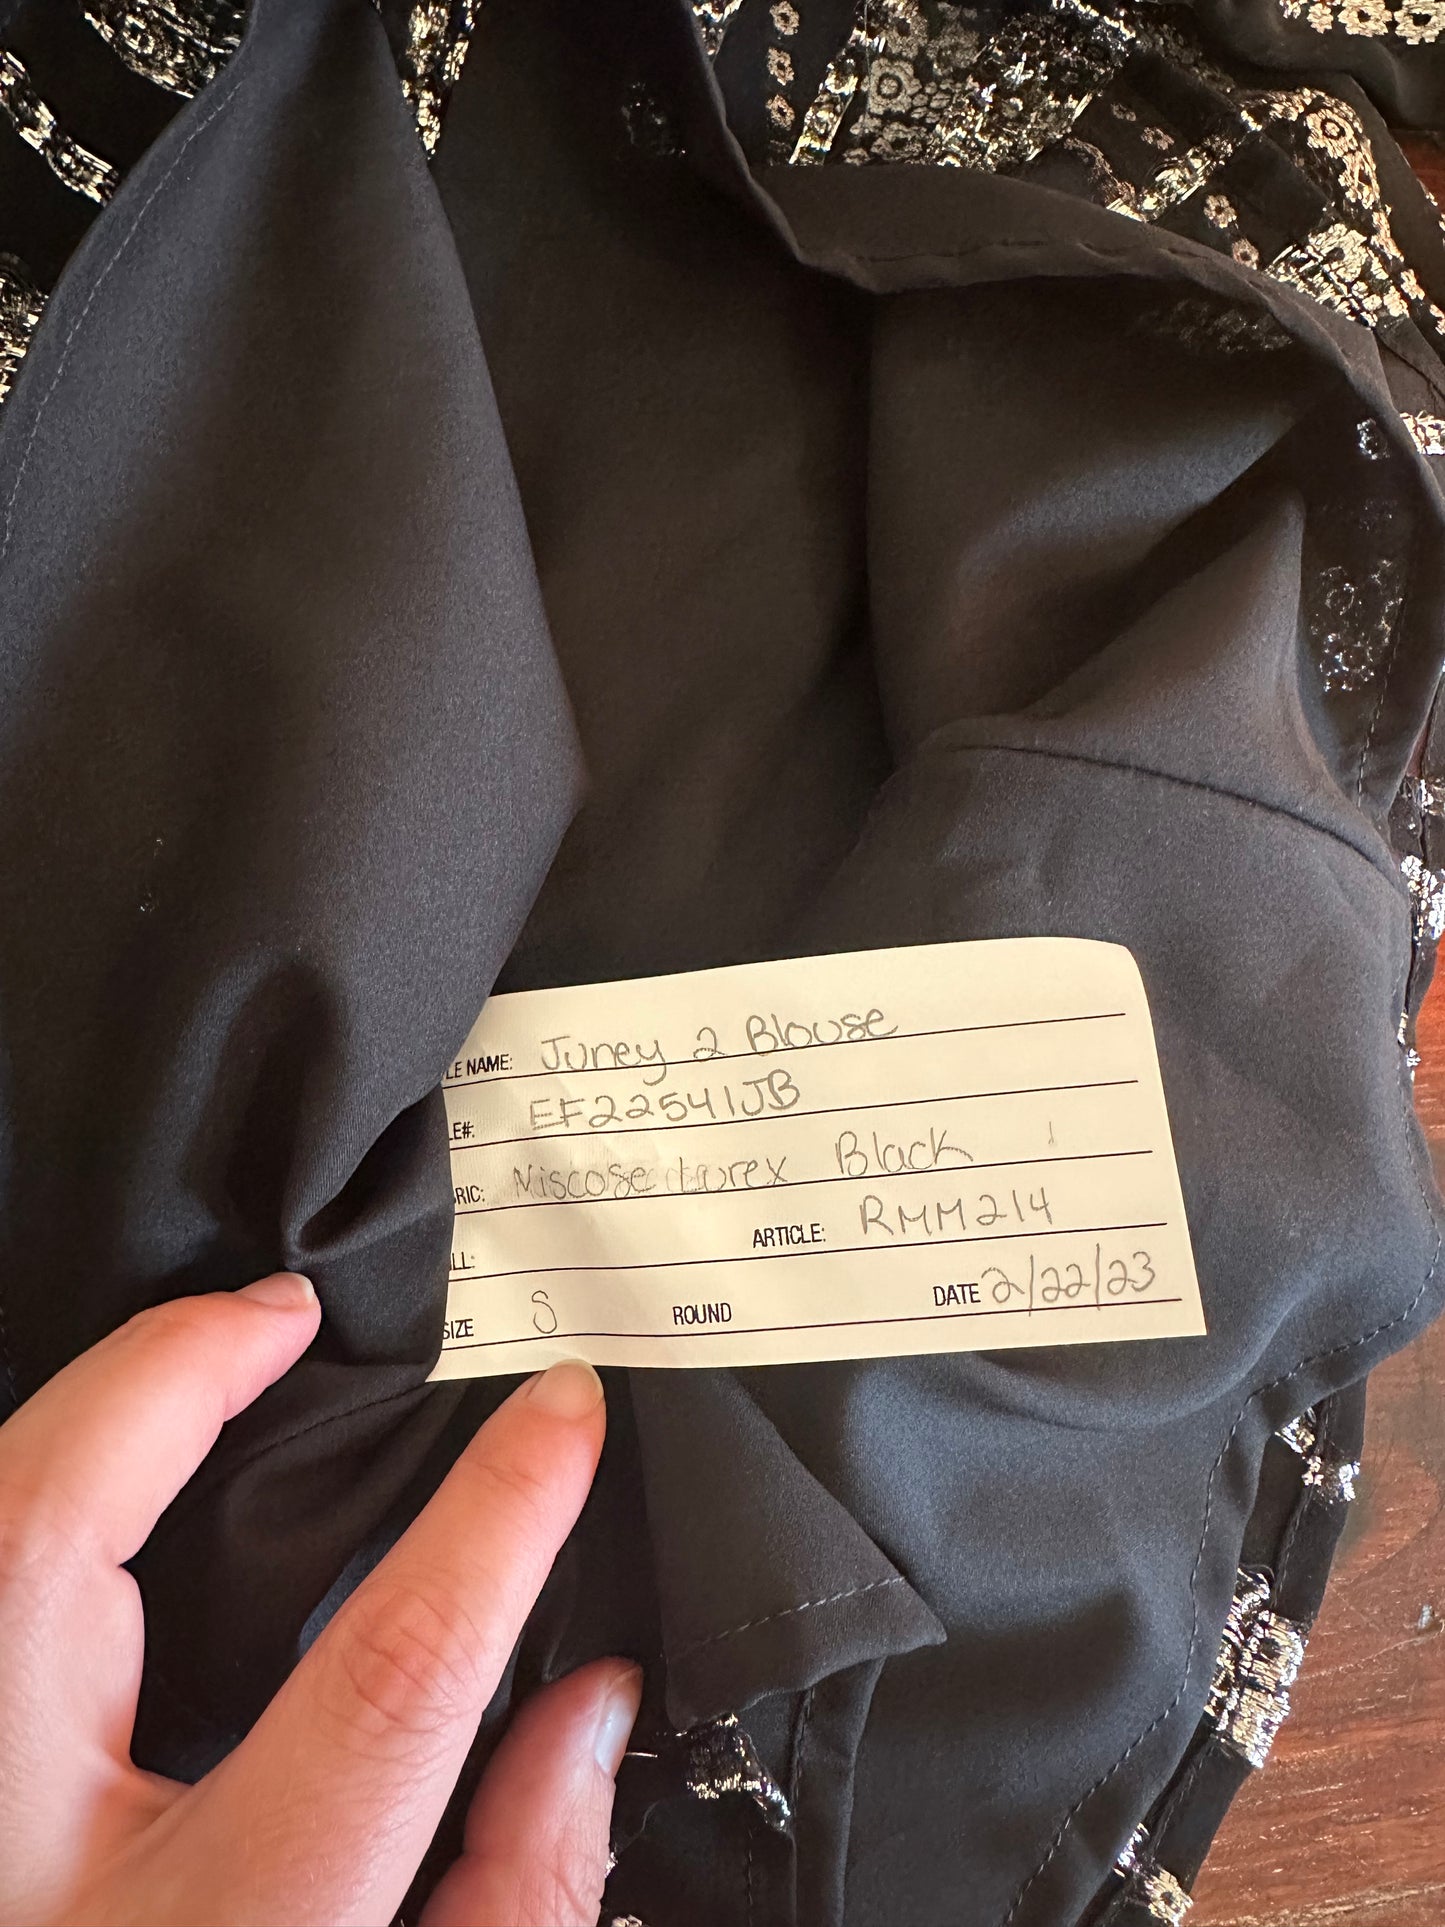 LE NAME: Juney 2 Blouse
LE#: EF22541JB
RIC: Viscose lurex Black
LL: ARTICLE: RMM214
SIZE S ROUND DATE 2/22/23